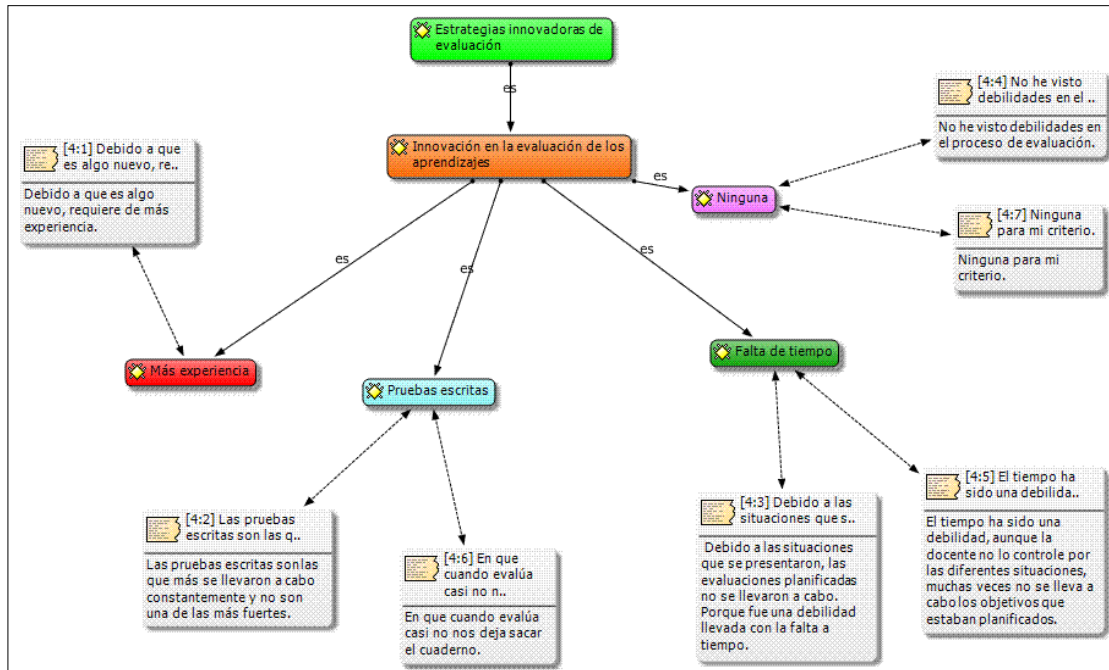 Estrategias innovadoras de
evaluación
es
Innovación en la evaluación de los
aprendizajes
[4:4] No he visto
debilidades en el ..
No he visto debilidades en
el proceso de evaluación.
[4:1] Debido a que
es algo nuevo, re..
Debido a que es algo
nuevo, requiere de más
experiencia.
es
Ninguna
[4:7] Ninguna
para mi criterio.
Ninguna para mi
criterio.
es
es
es
Más experiencia
Pruebas escritas
Falta de tiempo
[4:2] Las pruebas
escritas son las q..
Las pruebas escritas sonlas
que más se llevaron a cabo
constantemente y no son
una de las más fuertes.
[4:6] En que
cuando evalúa
casi no n..
En que cuando evalúa
casi no nos deja sacar
el cuaderno.
[4:3] Debido a las
situaciones que s..
Debido a las situaciones
que se presentaron, las
evaluaciones planificadas
no se llevaron a cabo.
Porque fue una debilidad
llevada con la falta a
tiempo.
[4:5] El tiempo ha
sido una debilida..
El tiempo ha sido una
debilidad, aunque la
docente no lo controle por
las diferentes situaciones,
muchas veces no se lleva a
cabo los objetivos que
estaban planificados.